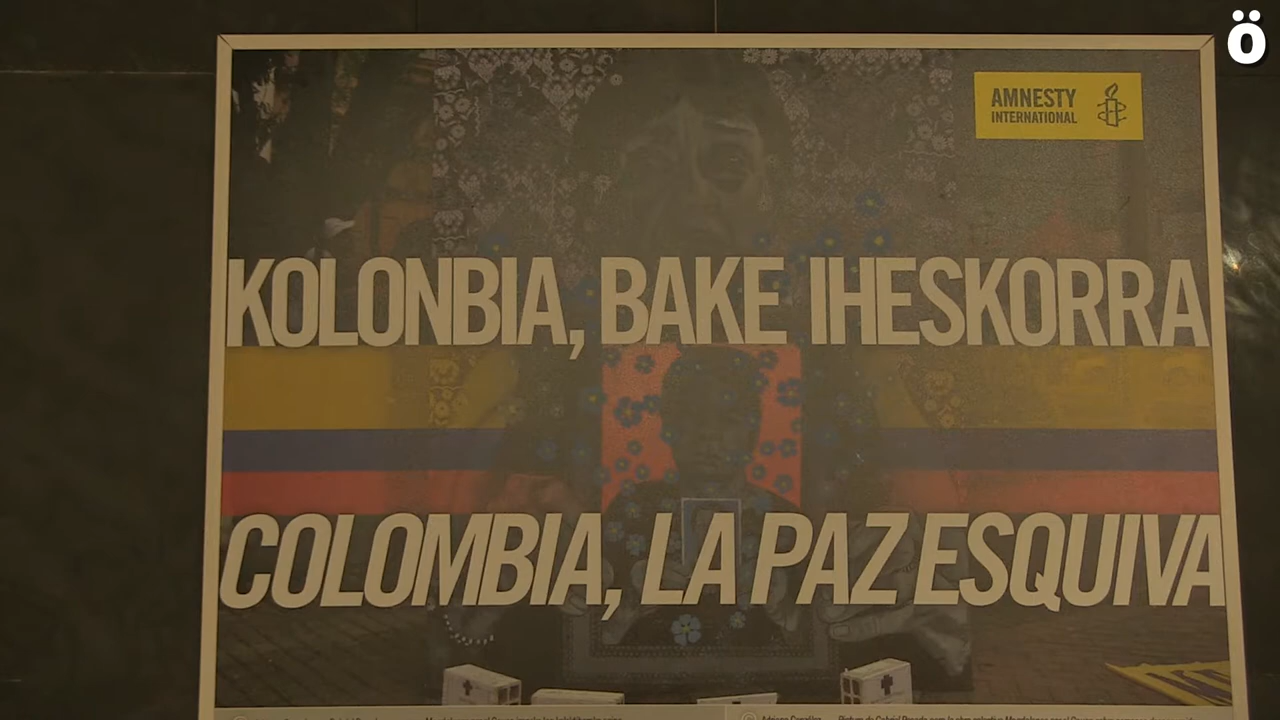 ö
AMNESTY
INTERNATIONAL
KOLONBIA, BAKE IHESKORRA
COLOMBIA, LA PAZ ESQUIVA